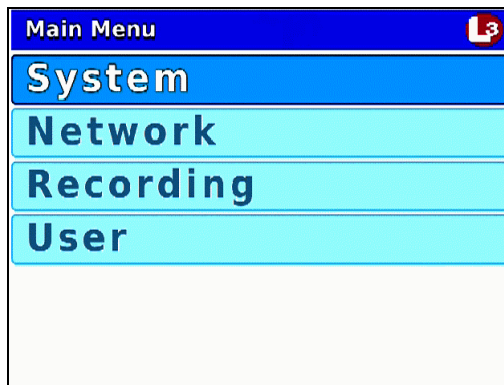 Main Menu
L3
System
Network
Recording
User